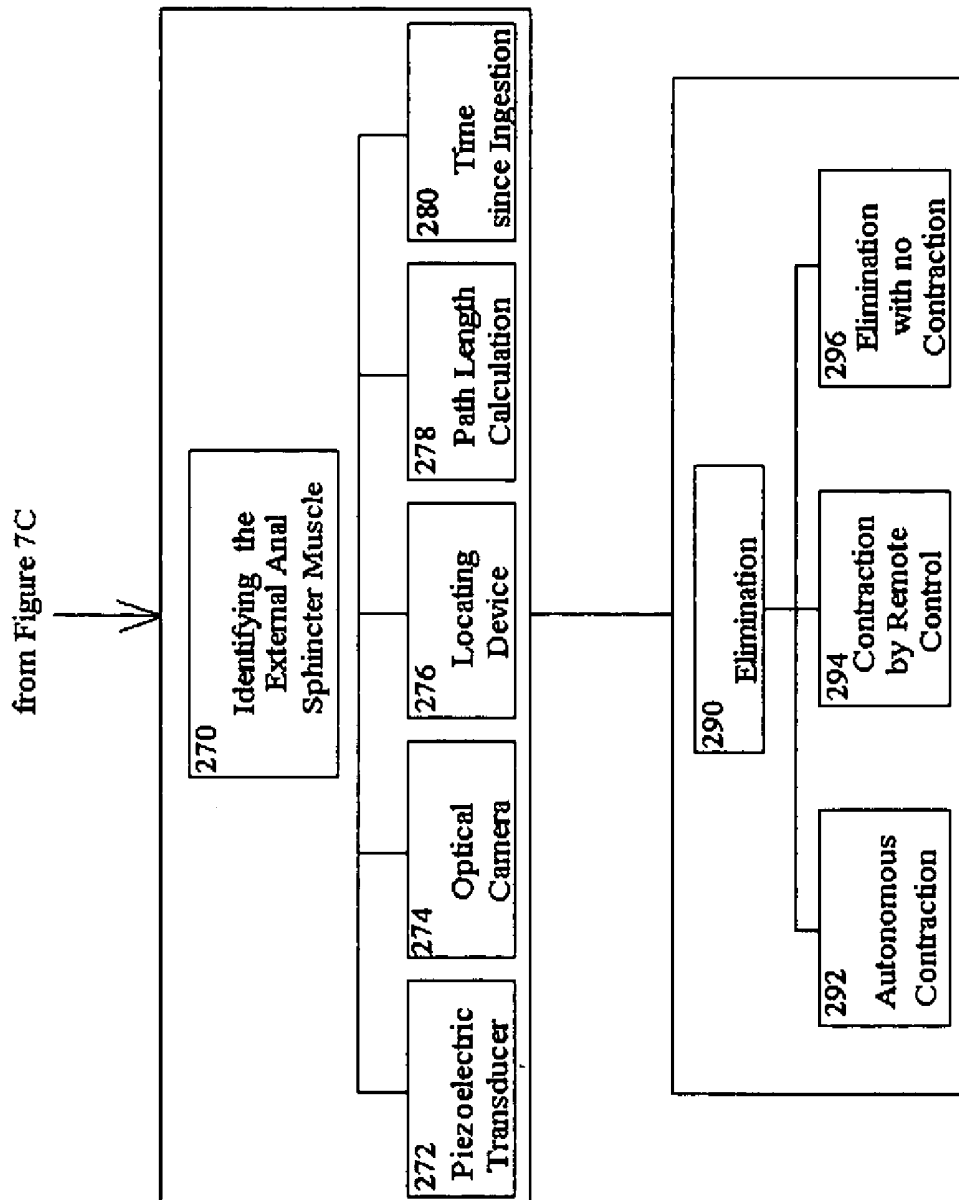 from Figure 7C
270
Identifying the
External Anal
Sphincter Muscle
272
Piezoelectric
Transducer
274
Optical
Camera
276
Locating
Device
278
Path Length
Calculation
280
Time
since Ingestion
290
Elimination
292
Autonomous
Contraction
294
Contraction
by Remote
Control
296
Elimination
with no
Contraction